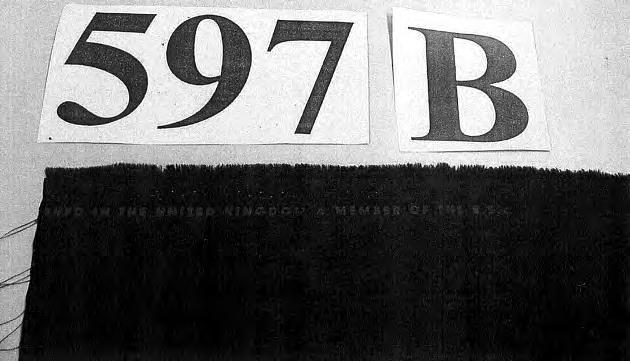 597 B
IN THE UNITED KINGDOM A MEMBER OF THE